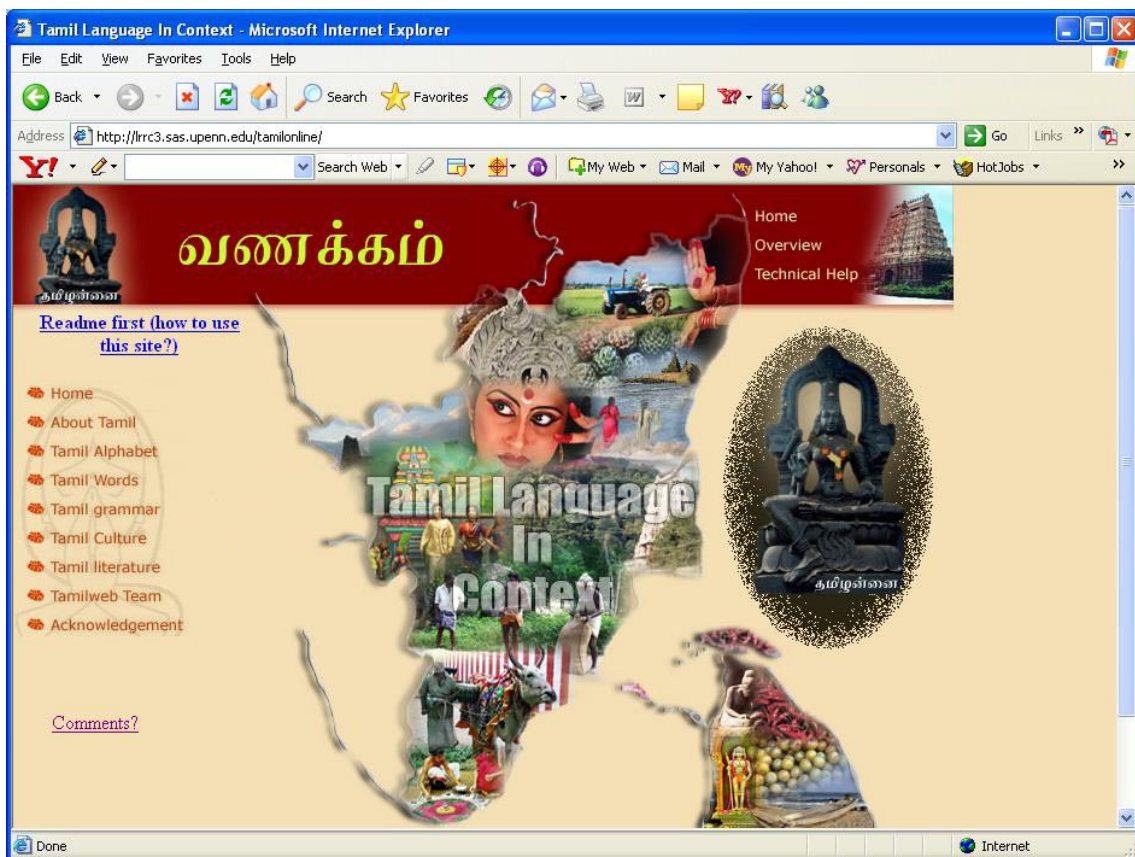 Tamil Language In Context - Microsoft Internet Explorer
File Edit View Favorites Tools Help
Back Search Favorites
Address http://lrrc3.sas.upenn.edu/tamilonline/ Go Links »
Y! Search Web My Web Mail My Yahoo! Personals HotJobs »
வணக்கம்
Home
Overview
Technical Help
தமிழன்னை
Readme first (how to use
this site?)
Home
About Tamil
Tamil Alphabet
Tamil Words
Tamil grammar
Tamil Culture
Tamil literature
Tamilweb Team
Acknowledgement
Comments?
Tamil Language
In
Context
தமிழன்னை
Done Internet